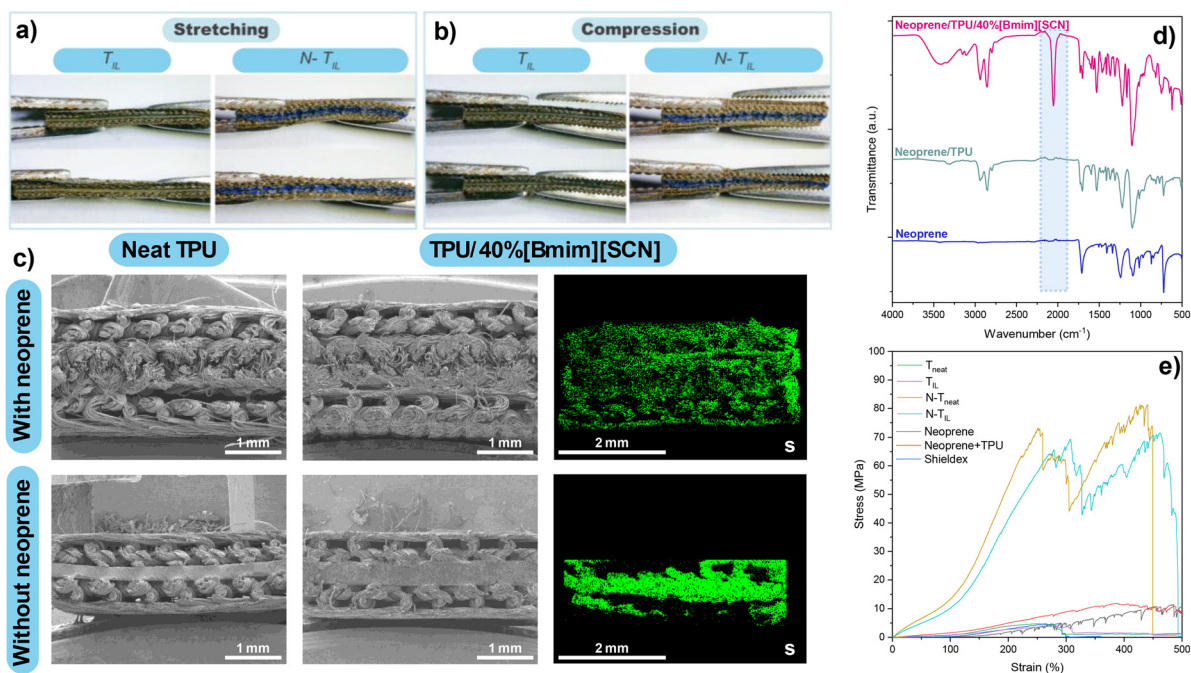 a)
Stretching
T_IL
N- T_IL
b)
Compression
T_IL
N- T_IL
c)
Neat TPU
TPU/ 40%[Bmim][SCN]
With neoprene
1 mm
1 mm
2 mm
S
Without neoprene
1 mm
1 mm
2 mm
S
d)
Neoprene/TPU/40%[Bmim][SCN]
Neoprene/TPU
Neoprene
Transmittance (a.u.)
4000 3500 3000 2500 2000 1500 1000 500
Wavenumber (cm⁻¹)
e)
T_neat
T_IL
N-T_neat
N-T_IL
Neoprene
Neoprene+TPU
Shieldex
Stress (MPa)
100
90
80
70
60
50
40
30
20
10
0
0 100 200 300 400 500
Strain (%)